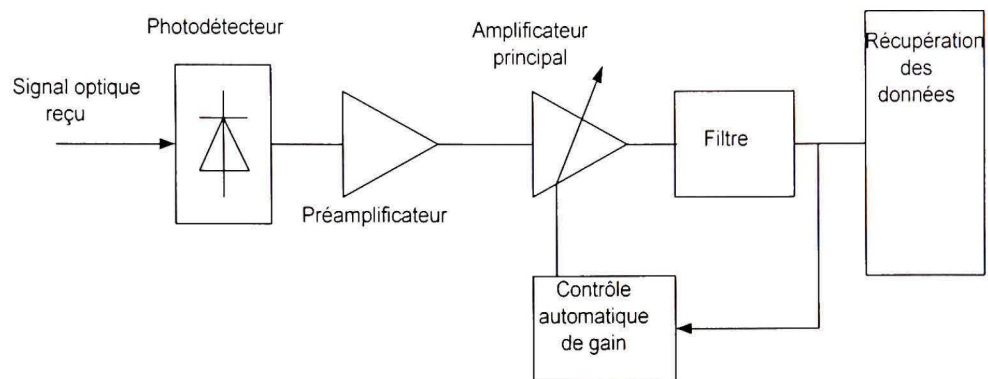 Photodétecteur
Signal optique
reçu
Préamplificateur
Amplificateur
principal
Filtre
Récupération
des
données
Contrôle
automatique
de gain